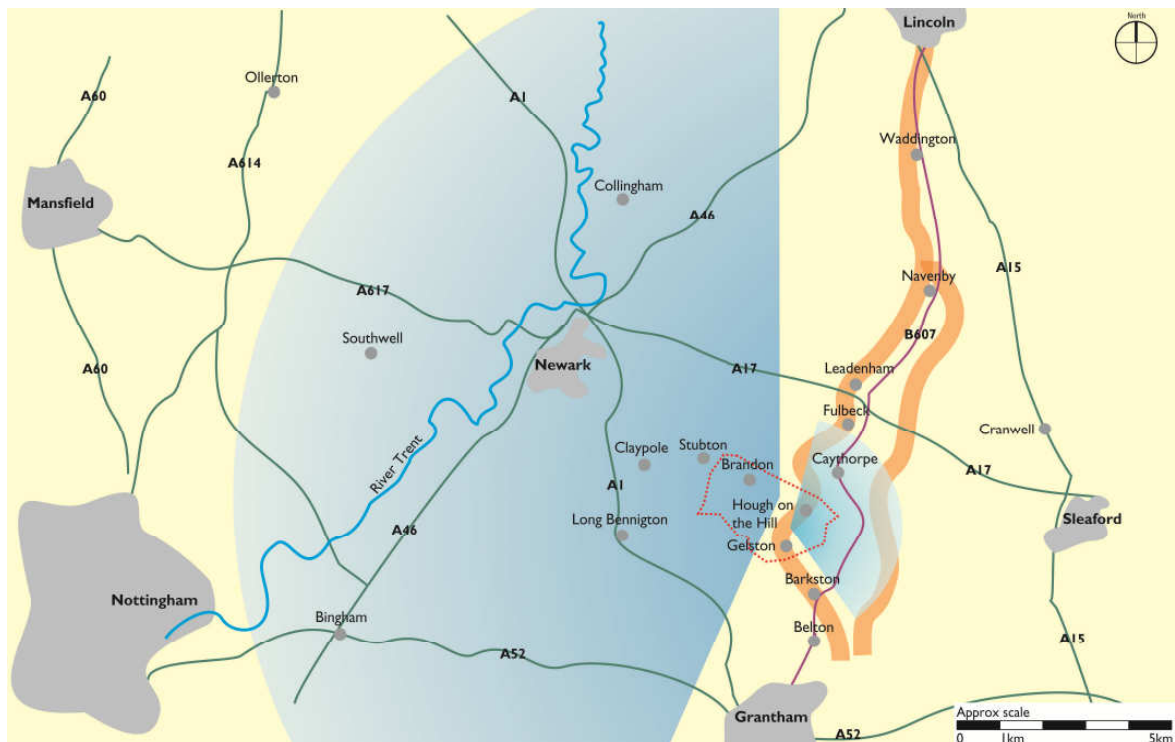 North
Lincoln
Ollerton
A60
A1
A614
Waddington
Mansfield
Collingham
A46
A15
Navenby
A617
Southwell
B607
Newark
A60
A17
Leadenham
Fulbeck
Cranwell
River Trent
Claypole
Stubton
Brandon
Caythorpe
A17
A1
Hough on
the Hill
Long Bennington
A46
Sleaford
Gelston
Barkston
Nottingham
Bingham
Belton
A52
A15
Grantham
A52
Approx scale
0 1km 5km